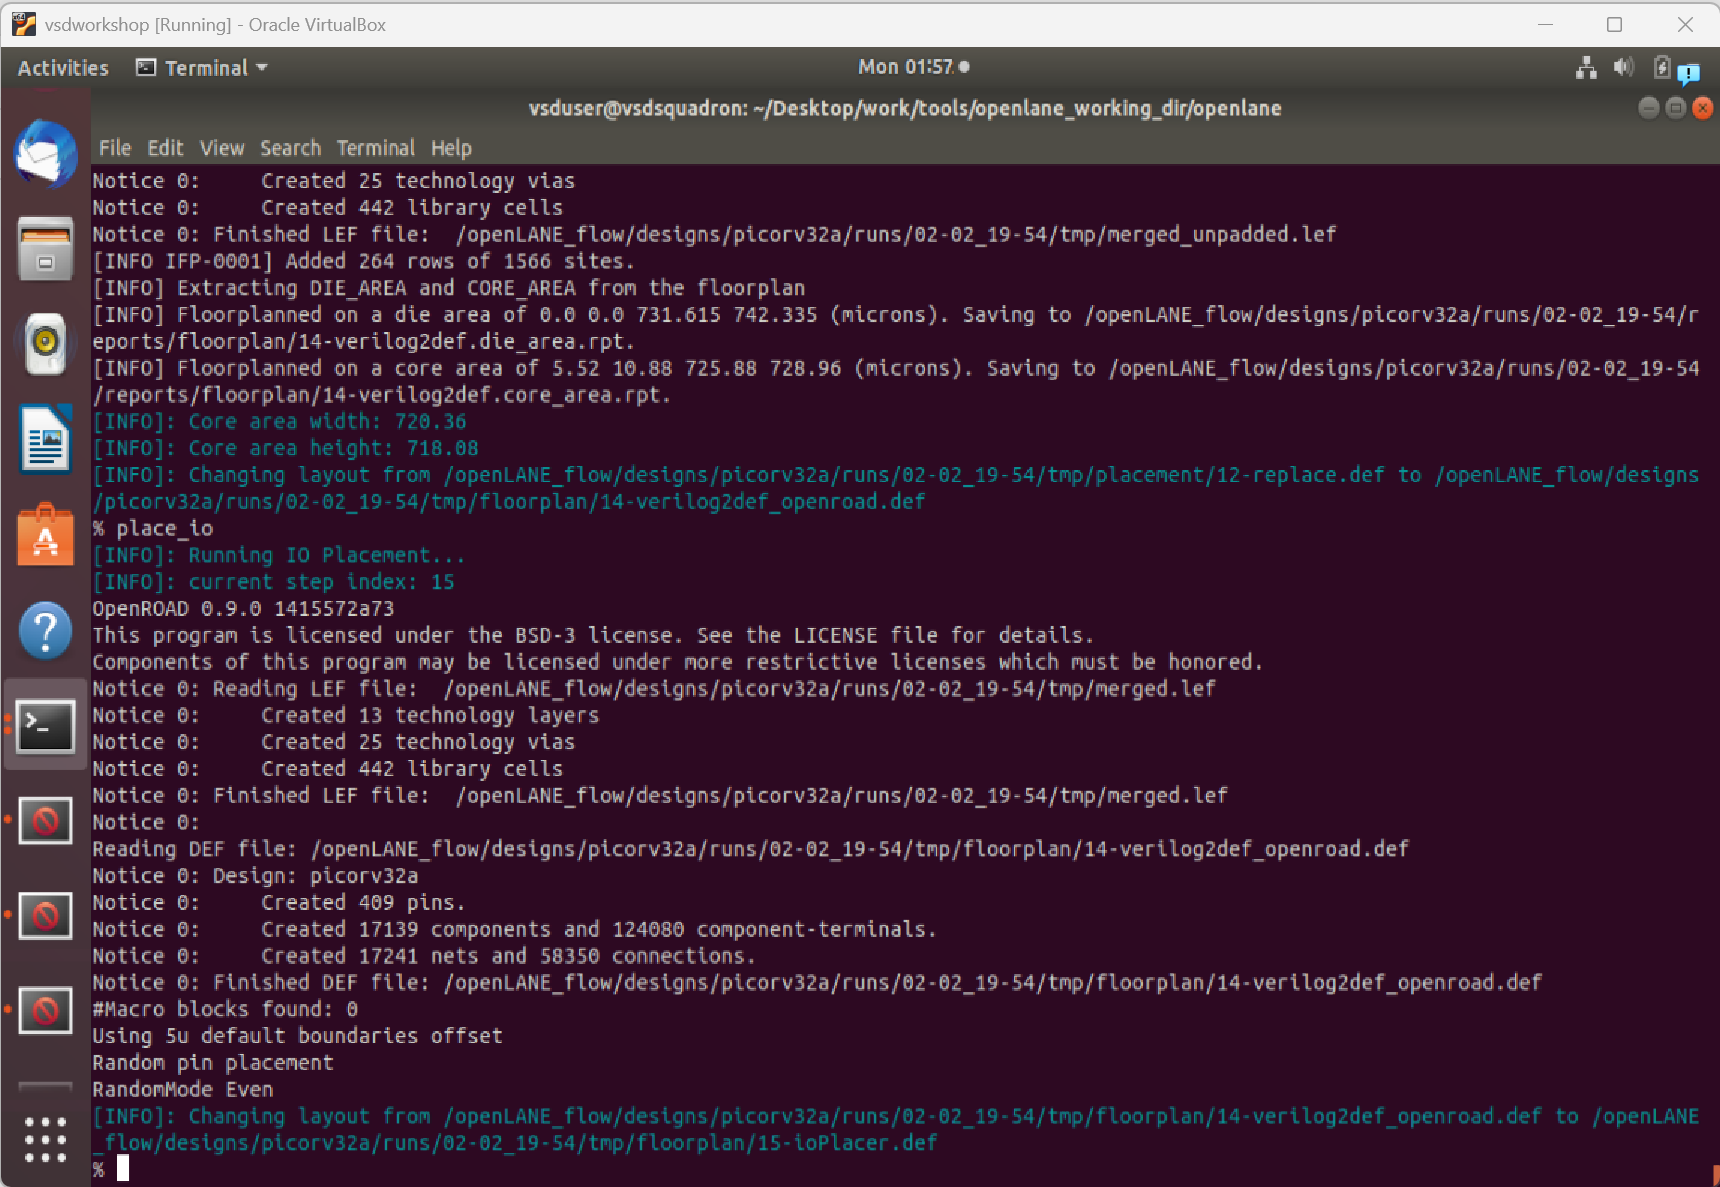 vsdworkshop [Running] - Oracle VirtualBox
Activities Terminal Mon 01:57
vsduser@vsdsquadron: ~/Desktop/work/tools/openlane_working_dir/openlane
File Edit View Search Terminal Help
Notice 0:     Created 25 technology vias
Notice 0:     Created 442 library cells
Notice 0: Finished LEF file:  /openLANE_flow/designs/picorv32a/runs/02-02_19-54/tmp/merged_unpadded.lef
[INFO IFP-0001] Added 264 rows of 1566 sites.
[INFO] Extracting DIE_AREA and CORE_AREA from the floorplan
[INFO] Floorplanned on a die area of 0.0 0.0 731.615 742.335 (microns). Saving to /openLANE_flow/designs/picorv32a/runs/02-02_19-54/r
eports/floorplan/14-verilog2def.die_area.rpt.
[INFO] Floorplanned on a core area of 5.52 10.88 725.88 728.96 (microns). Saving to /openLANE_flow/designs/picorv32a/runs/02-02_19-54
/reports/floorplan/14-verilog2def.core_area.rpt.
[INFO]: Core area width: 720.36
[INFO]: Core area height: 718.08
[INFO]: Changing layout from /openLANE_flow/designs/picorv32a/runs/02-02_19-54/tmp/placement/12-replace.def to /openLANE_flow/designs
/picorv32a/runs/02-02_19-54/tmp/floorplan/14-verilog2def_openroad.def
% place_io
[INFO]: Running IO Placement...
[INFO]: current step index: 15
OpenROAD 0.9.0 1415572a73
This program is licensed under the BSD-3 license. See the LICENSE file for details.
Components of this program may be licensed under more restrictive licenses which must be honored.
Notice 0: Reading LEF file:  /openLANE_flow/designs/picorv32a/runs/02-02_19-54/tmp/merged.lef
Notice 0:     Created 13 technology layers
Notice 0:     Created 25 technology vias
Notice 0:     Created 442 library cells
Notice 0: Finished LEF file:  /openLANE_flow/designs/picorv32a/runs/02-02_19-54/tmp/merged.lef
Notice 0:
Reading DEF file: /openLANE_flow/designs/picorv32a/runs/02-02_19-54/tmp/floorplan/14-verilog2def_openroad.def
Notice 0: Design: picorv32a
Notice 0:     Created 409 pins.
Notice 0:     Created 17139 components and 124080 component-terminals.
Notice 0:     Created 17241 nets and 58350 connections.
Notice 0: Finished DEF file: /openLANE_flow/designs/picorv32a/runs/02-02_19-54/tmp/floorplan/14-verilog2def_openroad.def
#Macro blocks found: 0
Using 5u default boundaries offset
Random pin placement
RandomMode Even
[INFO]: Changing layout from /openLANE_flow/designs/picorv32a/runs/02-02_19-54/tmp/floorplan/14-verilog2def_openroad.def to /openLANE
_flow/designs/picorv32a/runs/02-02_19-54/tmp/floorplan/15-ioPlacer.def
%